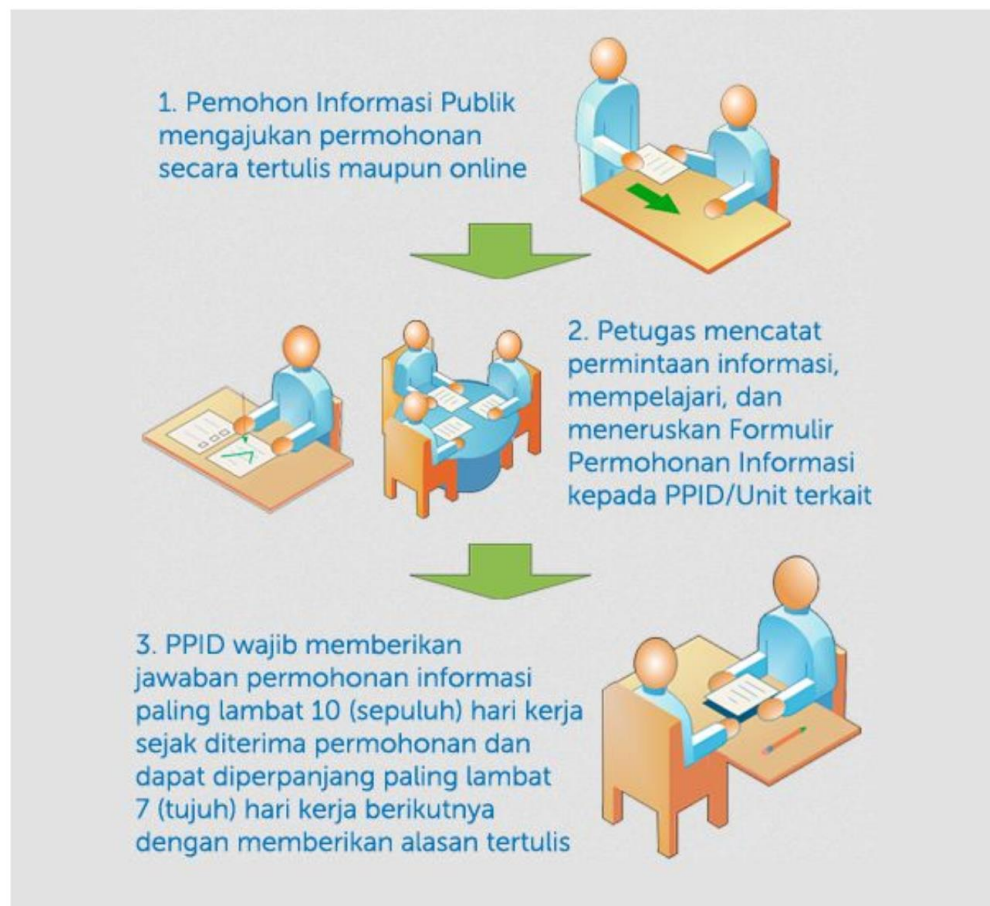 1. Pemohon Informasi Publik
mengajukan permohonan
secara tertulis maupun online
2. Petugas mencatat
permintaan informasi,
mempelajari, dan
meneruskan Formulir
Permohonan Informasi
kepada PPID/Unit terkait
3. PPID wajib memberikan
jawaban permohonan informasi
paling lambat 10 (sepuluh) hari kerja
sejak diterima permohonan dan
dapat diperpanjang paling lambat
7 (tujuh) hari kerja berikutnya
dengan memberikan alasan tertulis